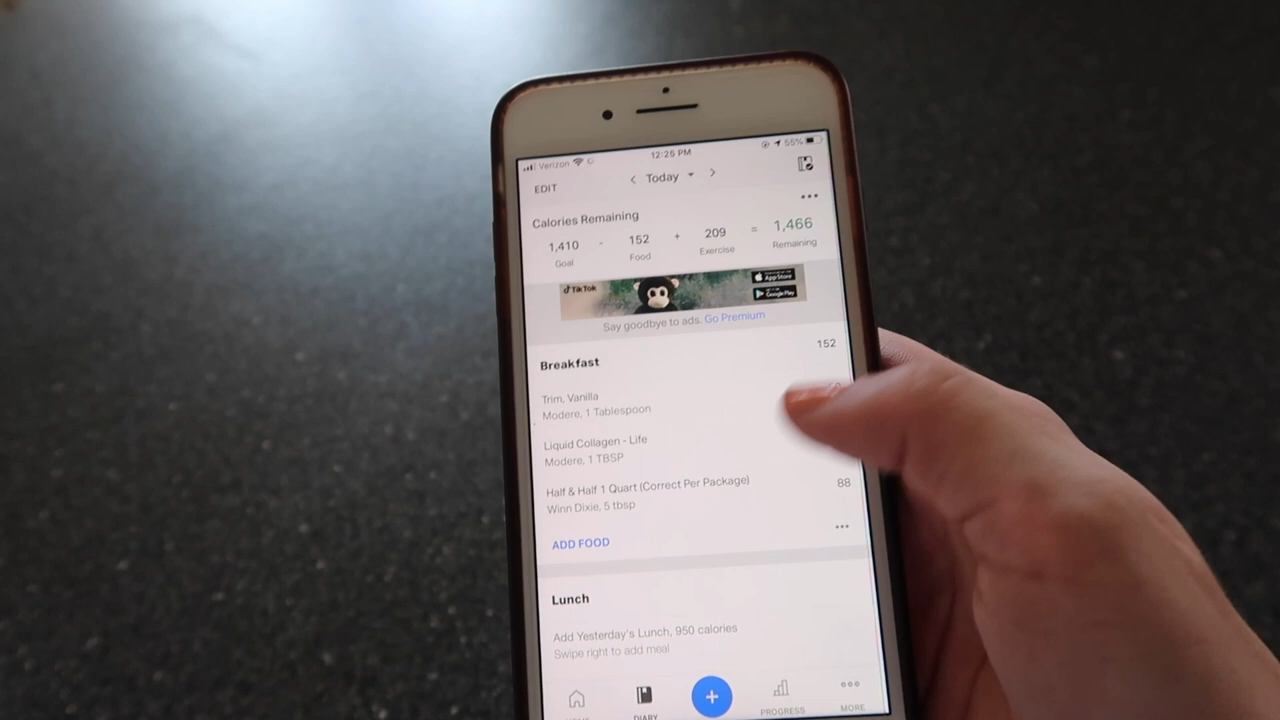 Verizon 12:25 PM 55%
EDIT Today
Calories Remaining
1,410 - 152 + 209 = 1,466
Goal Food Exercise Remaining
TikTok App Store
Google Play
Say goodbye to ads. Go Premium
Breakfast 152
Trim, Vanilla
Modere, 1 Tablespoon
Liquid Collagen - Life
Modere, 1 TBSP
Half & Half 1 Quart (Correct Per Package) 88
Winn Dixie, 5 tbsp
ADD FOOD
Lunch
Add Yesterday's Lunch, 950 calories
Swipe right to add meal
DIARY PROGRESS MORE